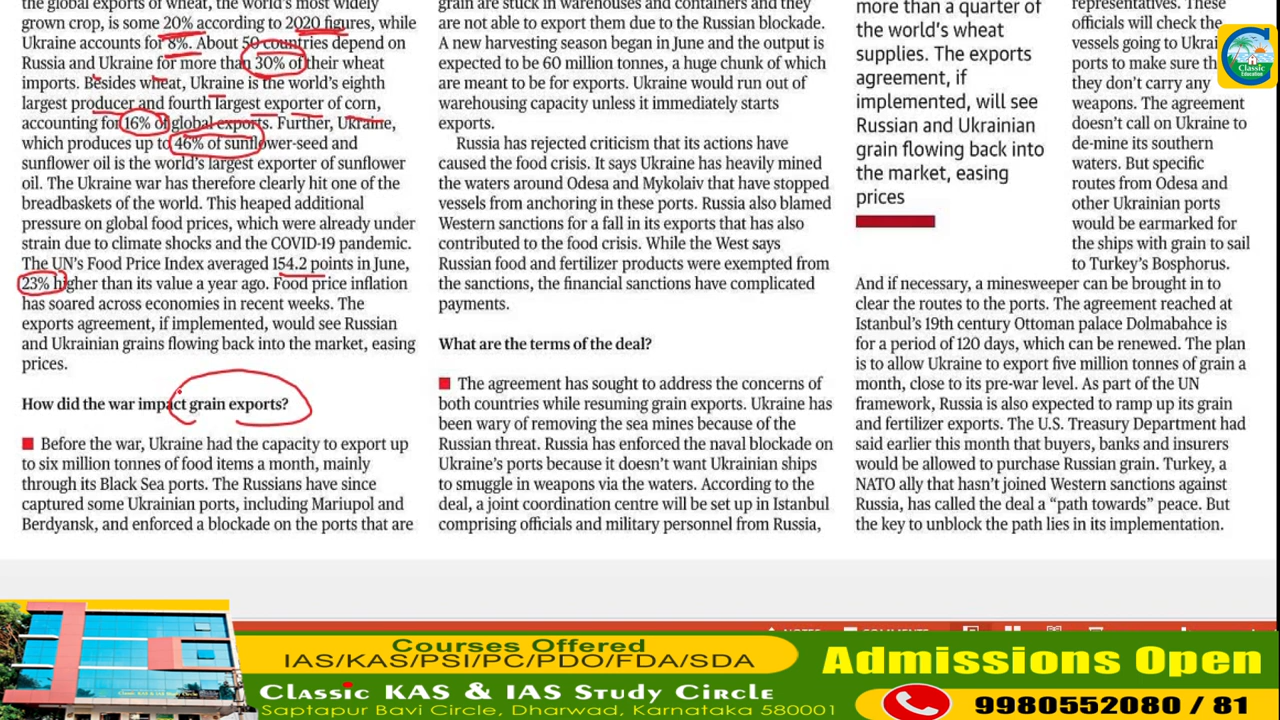 the global exports of wheat, the world's most widely
grown crop, is some 20% according to 2020 figures, while
Ukraine accounts for 8%. About 50 countries depend on
Russia and Ukraine for more than 30% of their wheat
imports. Besides wheat, Ukraine is the world's eighth
largest producer and fourth largest exporter of corn,
accounting for 16% of global exports. Further, Ukraine,
which produces up to 46% of sunflower-seed and
sunflower oil is the world's largest exporter of sunflower
oil. The Ukraine war has therefore clearly hit one of the
breadbaskets of the world. This heaped additional
pressure on global food prices, which were already under
strain due to climate shocks and the COVID-19 pandemic.
The UN's Food Price Index averaged 154.2 points in June,
23% higher than its value a year ago. Food price inflation
has soared across economies in recent weeks. The
exports agreement, if implemented, would see Russian
and Ukrainian grains flowing back into the market, easing
prices.
How did the war impact grain exports?
Before the war, Ukraine had the capacity to export up
to six million tonnes of food items a month, mainly
through its Black Sea ports. The Russians have since
captured some Ukrainian ports, including Mariupol and
Berdyansk, and enforced a blockade on the ports that are
grain are stuck in warehouses and containers and they
are not able to export them due to the Russian blockade.
A new harvesting season began in June and the output is
expected to be 60 million tonnes, a huge chunk of which
are meant to be for exports. Ukraine would run out of
warehousing capacity unless it immediately starts
exports.
Russia has rejected criticism that its actions have
caused the food crisis. It says Ukraine has heavily mined
the waters around Odesa and Mykolaiv that have stopped
vessels from anchoring in these ports. Russia also blamed
Western sanctions for a fall in its exports that has also
contributed to the food crisis. While the West says
Russian food and fertilizer products were exempted from
the sanctions, the financial sanctions have complicated
payments.
What are the terms of the deal?
The agreement has sought to address the concerns of
both countries while resuming grain exports. Ukraine has
been wary of removing the sea mines because of the
Russian threat. Russia has enforced the naval blockade on
Ukraine's ports because it doesn't want Ukrainian ships
to smuggle in weapons via the waters. According to the
deal, a joint coordination centre will be set up in Istanbul
comprising officials and military personnel from Russia,
more than a quarter of
the world's wheat
supplies. The exports
agreement, if
implemented, will see
Russian and Ukrainian
grain flowing back into
the market, easing
prices
representatives. These
officials will check the
vessels going to
ports to make sure
they don't carry any
weapons. The agreement
doesn't call on Ukraine to
de-mine its southern
waters. But specific
routes from Odesa and
other Ukrainian ports
would be earmarked for
the ships with grain to sail
to Turkey's Bosphorus.
And if necessary, a minesweeper can be brought in to
clear the routes to the ports. The agreement reached at
Istanbul's 19th century Ottoman palace Dolmabahce is
for a period of 120 days, which can be renewed. The plan
is to allow Ukraine to export five million tonnes of grain a
month, close to its pre-war level. As part of the UN
framework, Russia is also expected to ramp up its grain
and fertilizer exports. The U.S. Treasury Department had
said earlier this month that buyers, banks and insurers
would be allowed to purchase Russian grain. Turkey, a
NATO ally that hasn't joined Western sanctions against
Russia, has called the deal a “path towards” peace. But
the key to unblock the path lies in its implementation.
Classic
Education
Courses Offered
IAS/KAS/PSI/PC/PDO/FDA/SDA
Classic KAS & IAS Study Circle
Saptapur Bavi Circle, Dharwad, Karnataka 580001
Admissions Open
9980552080 / 81